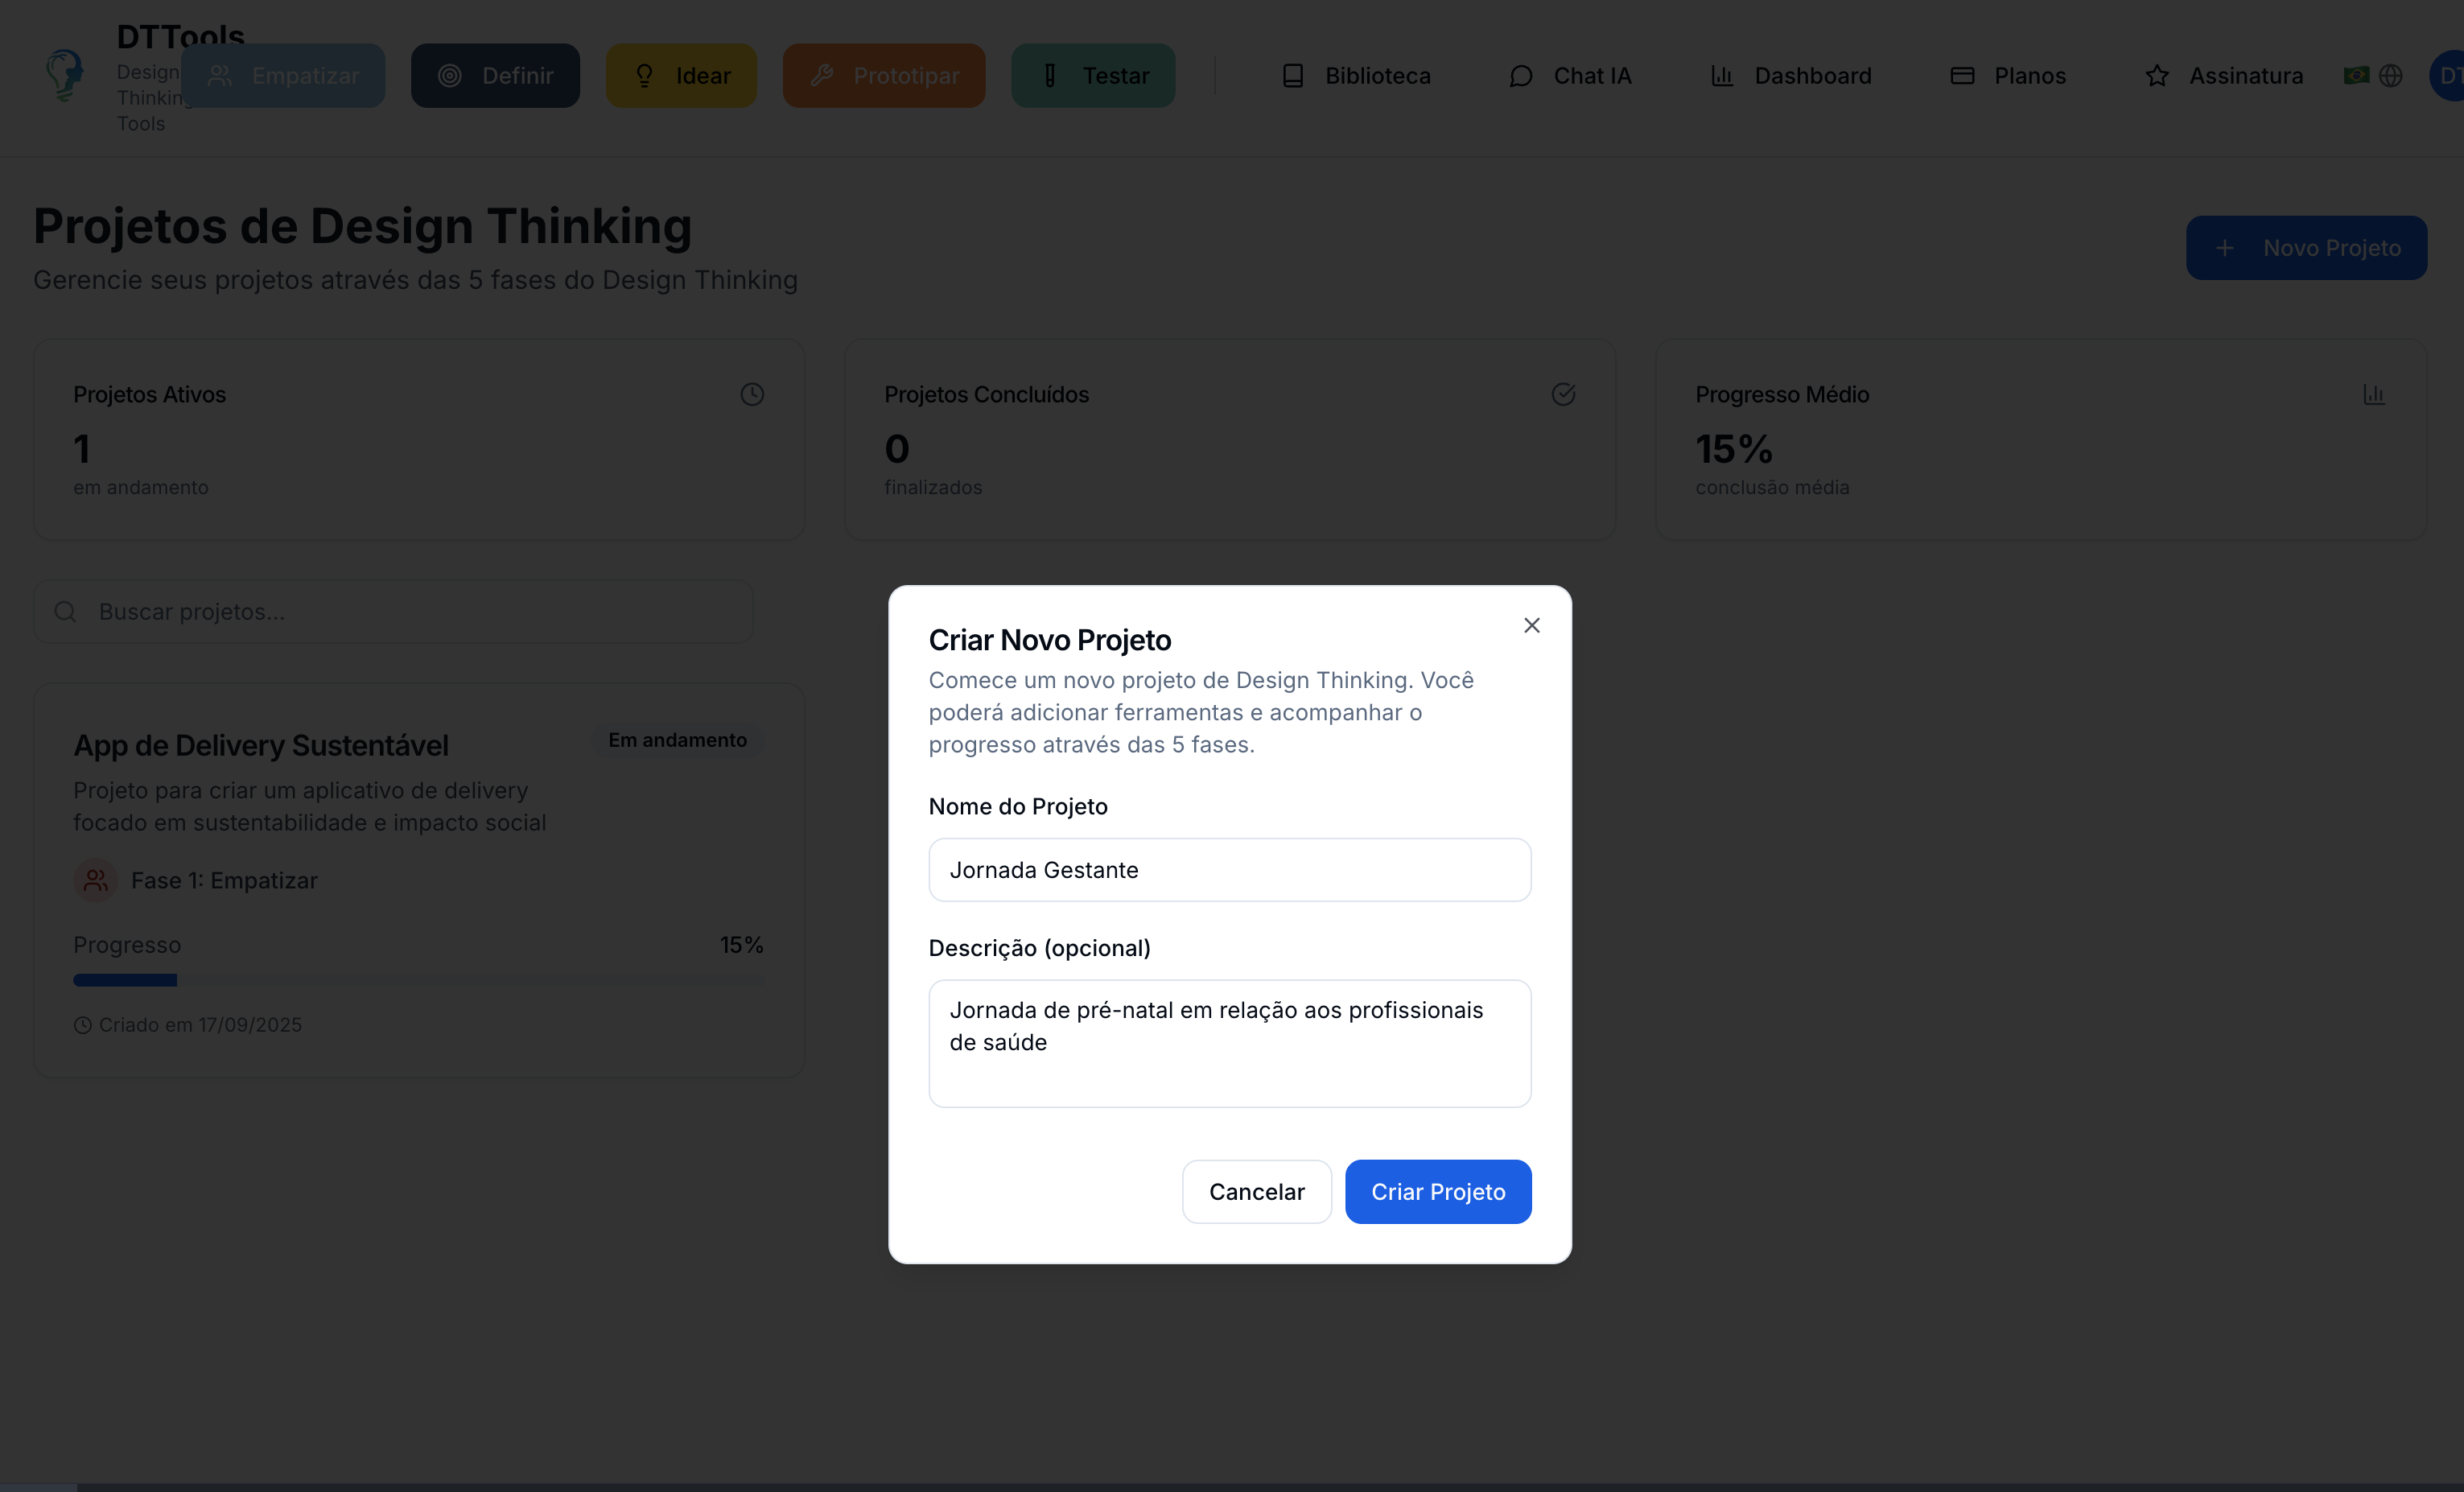 DTTools
Design
Thinking
Tools
Empatizar
Definir
Idear
Prototipar
Testar
Biblioteca
Chat IA
Dashboard
Planos
Assinatura
DT
Projetos de Design Thinking
Gerencie seus projetos através das 5 fases do Design Thinking
Novo Projeto
Projetos Ativos
1
em andamento
Projetos Concluídos
0
finalizados
Progresso Médio
15%
conclusão média
Buscar projetos...
App de Delivery Sustentável
Em andamento
Projeto para criar um aplicativo de delivery
focado em sustentabilidade e impacto social
Fase 1: Empatizar
Progresso
15%
Criado em 17/09/2025
Criar Novo Projeto
Comece um novo projeto de Design Thinking. Você
poderá adicionar ferramentas e acompanhar o
progresso através das 5 fases.
Nome do Projeto
Jornada Gestante
Descrição (opcional)
Jornada de pré-natal em relação aos profissionais
de saúde
Cancelar
Criar Projeto